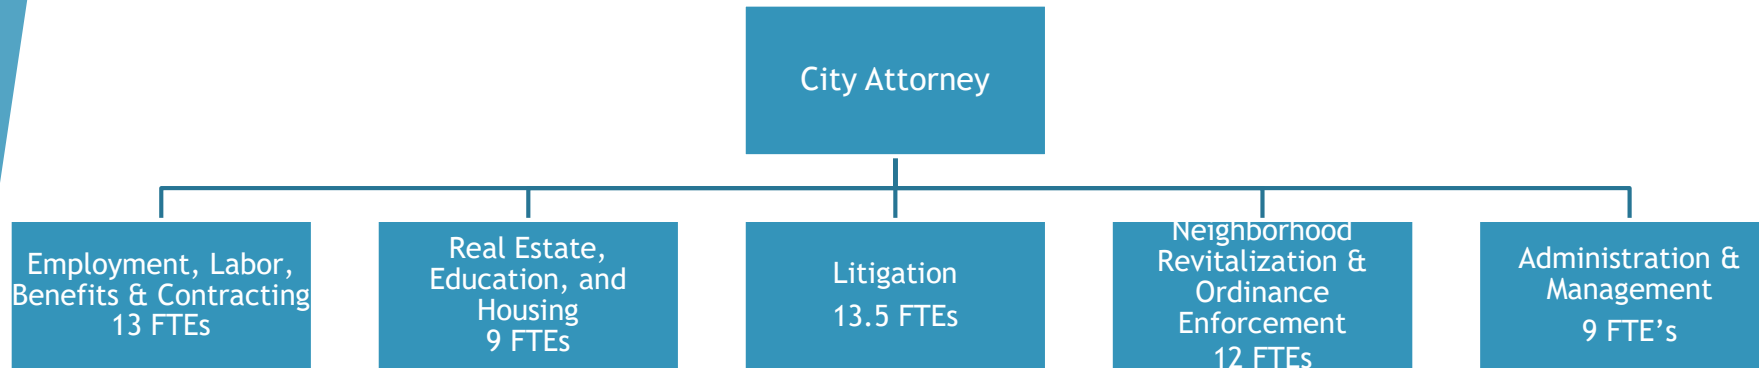 City Attorney
Employment, Labor,
Benefits & Contracting
13 FTEs
Real Estate,
Education, and
Housing
9 FTEs
Litigation
13.5 FTEs
Neighborhood
Revitalization &
Ordinance
Enforcement
12 FTEs
Administration &
Management
9 FTE’s